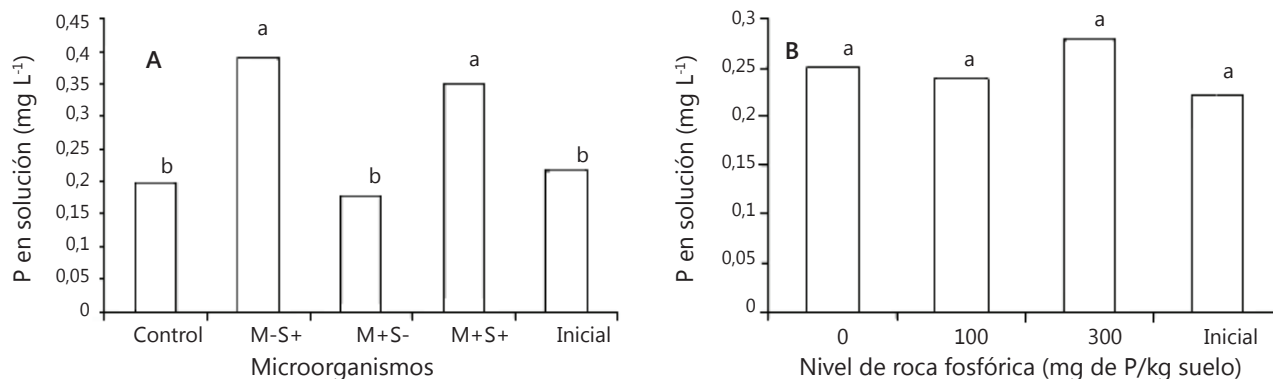 A
P en solución (mg L-1)
0,45
0,4
0,35
0,3
0,25
0,2
0,15
0,1
0,05
0
b
a
b
a
b
Control M-S+ M+S- M+S+ Inicial
Microorganismos
B
P en solución (mg L-1)
0,3
0,25
0,2
0,15
0,1
0,05
0
a
a
a
a
0 100 300 Inicial
Nivel de roca fosfórica (mg de P/kg suelo)